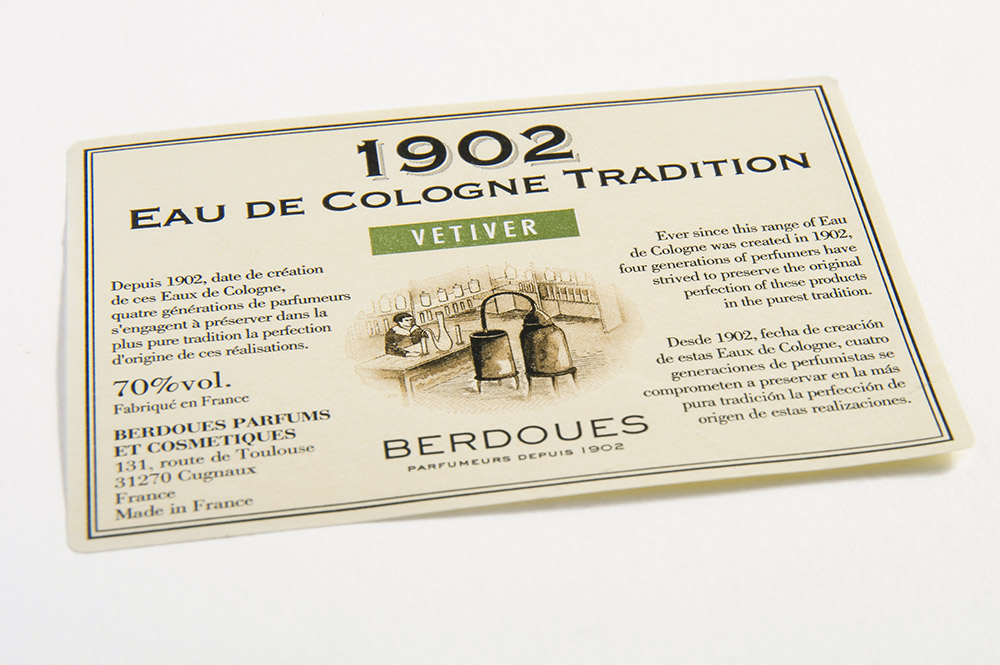 1902
EAU DE COLOGNE TRADITION
VETIVER
Depuis 1902, date de création
de ces Eaux de Cologne,
quatre générations de parfumeurs
s'engagent à préserver dans la
plus pure tradition la perfection
d'origine de ces réalisations.
70%vol.
Fabriqué en France
BERDOUES PARFUMS
ET COSMETIQUES
131, route de Toulouse
31270 Cugnaux
France
Made in France
BERDOUES
PARFUMEURS DEPUIS 1902
Ever since this range of Eau
de Cologne was created in 1902,
four generations of perfumers have
strived to preserve the original
perfection of these products
in the purest tradition.
Desde 1902, fecha de creación
de estas Eaux de Cologne, cuatro
generaciones de perfumistas se
comprometen a preservar en la más
pura tradición la perfección de
origen de estas realizaciones.